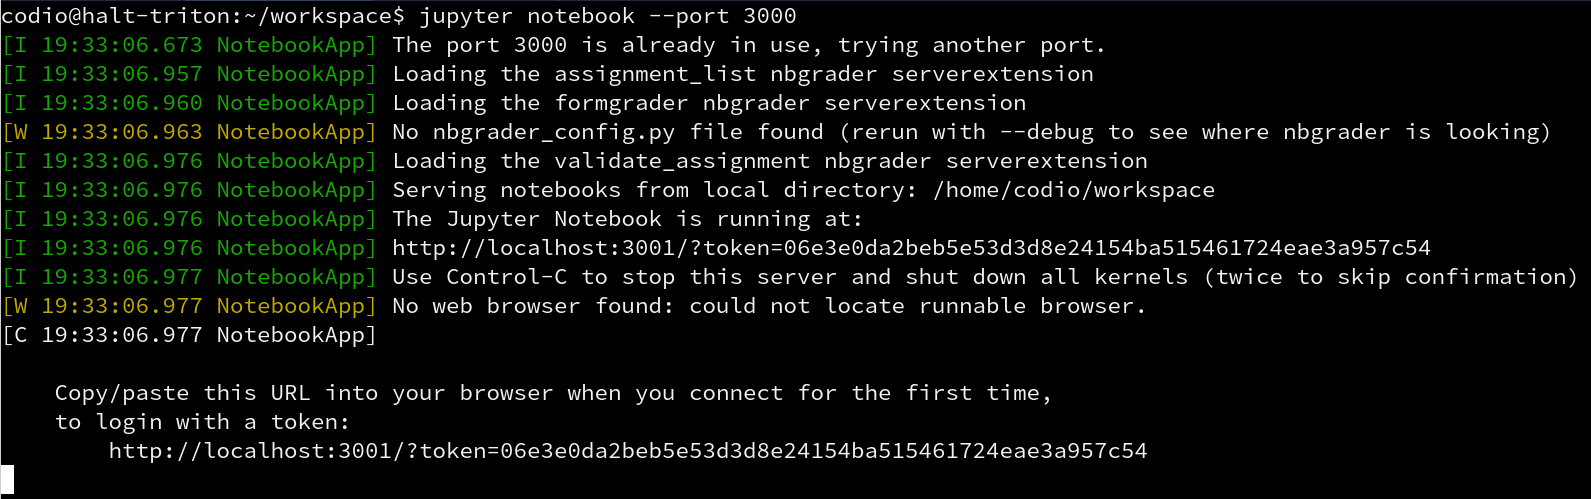 codio@halt-triton:~/workspace$ jupyter notebook --port 3000
[I 19:33:06.673 NotebookApp] The port 3000 is already in use, trying another port.
[I 19:33:06.957 NotebookApp] Loading the assignment_list nbgrader serverextension
[I 19:33:06.960 NotebookApp] Loading the formgrader nbgrader serverextension
[W 19:33:06.963 NotebookApp] No nbgrader_config.py file found (rerun with --debug to see where nbgrader is looking)
[I 19:33:06.976 NotebookApp] Loading the validate_assignment nbgrader serverextension
[I 19:33:06.976 NotebookApp] Serving notebooks from local directory: /home/codio/workspace
[I 19:33:06.976 NotebookApp] The Jupyter Notebook is running at:
[I 19:33:06.976 NotebookApp] http://localhost:3001/?token=06e3e0da2beb5e53d3d8e24154ba515461724eae3a957c54
[I 19:33:06.977 NotebookApp] Use Control-C to stop this server and shut down all kernels (twice to skip confirmation)
[W 19:33:06.977 NotebookApp] No web browser found: could not locate runnable browser.
[C 19:33:06.977 NotebookApp]
Copy/paste this URL into your browser when you connect for the first time,
to login with a token:
http://localhost:3001/?token=06e3e0da2beb5e53d3d8e24154ba515461724eae3a957c54